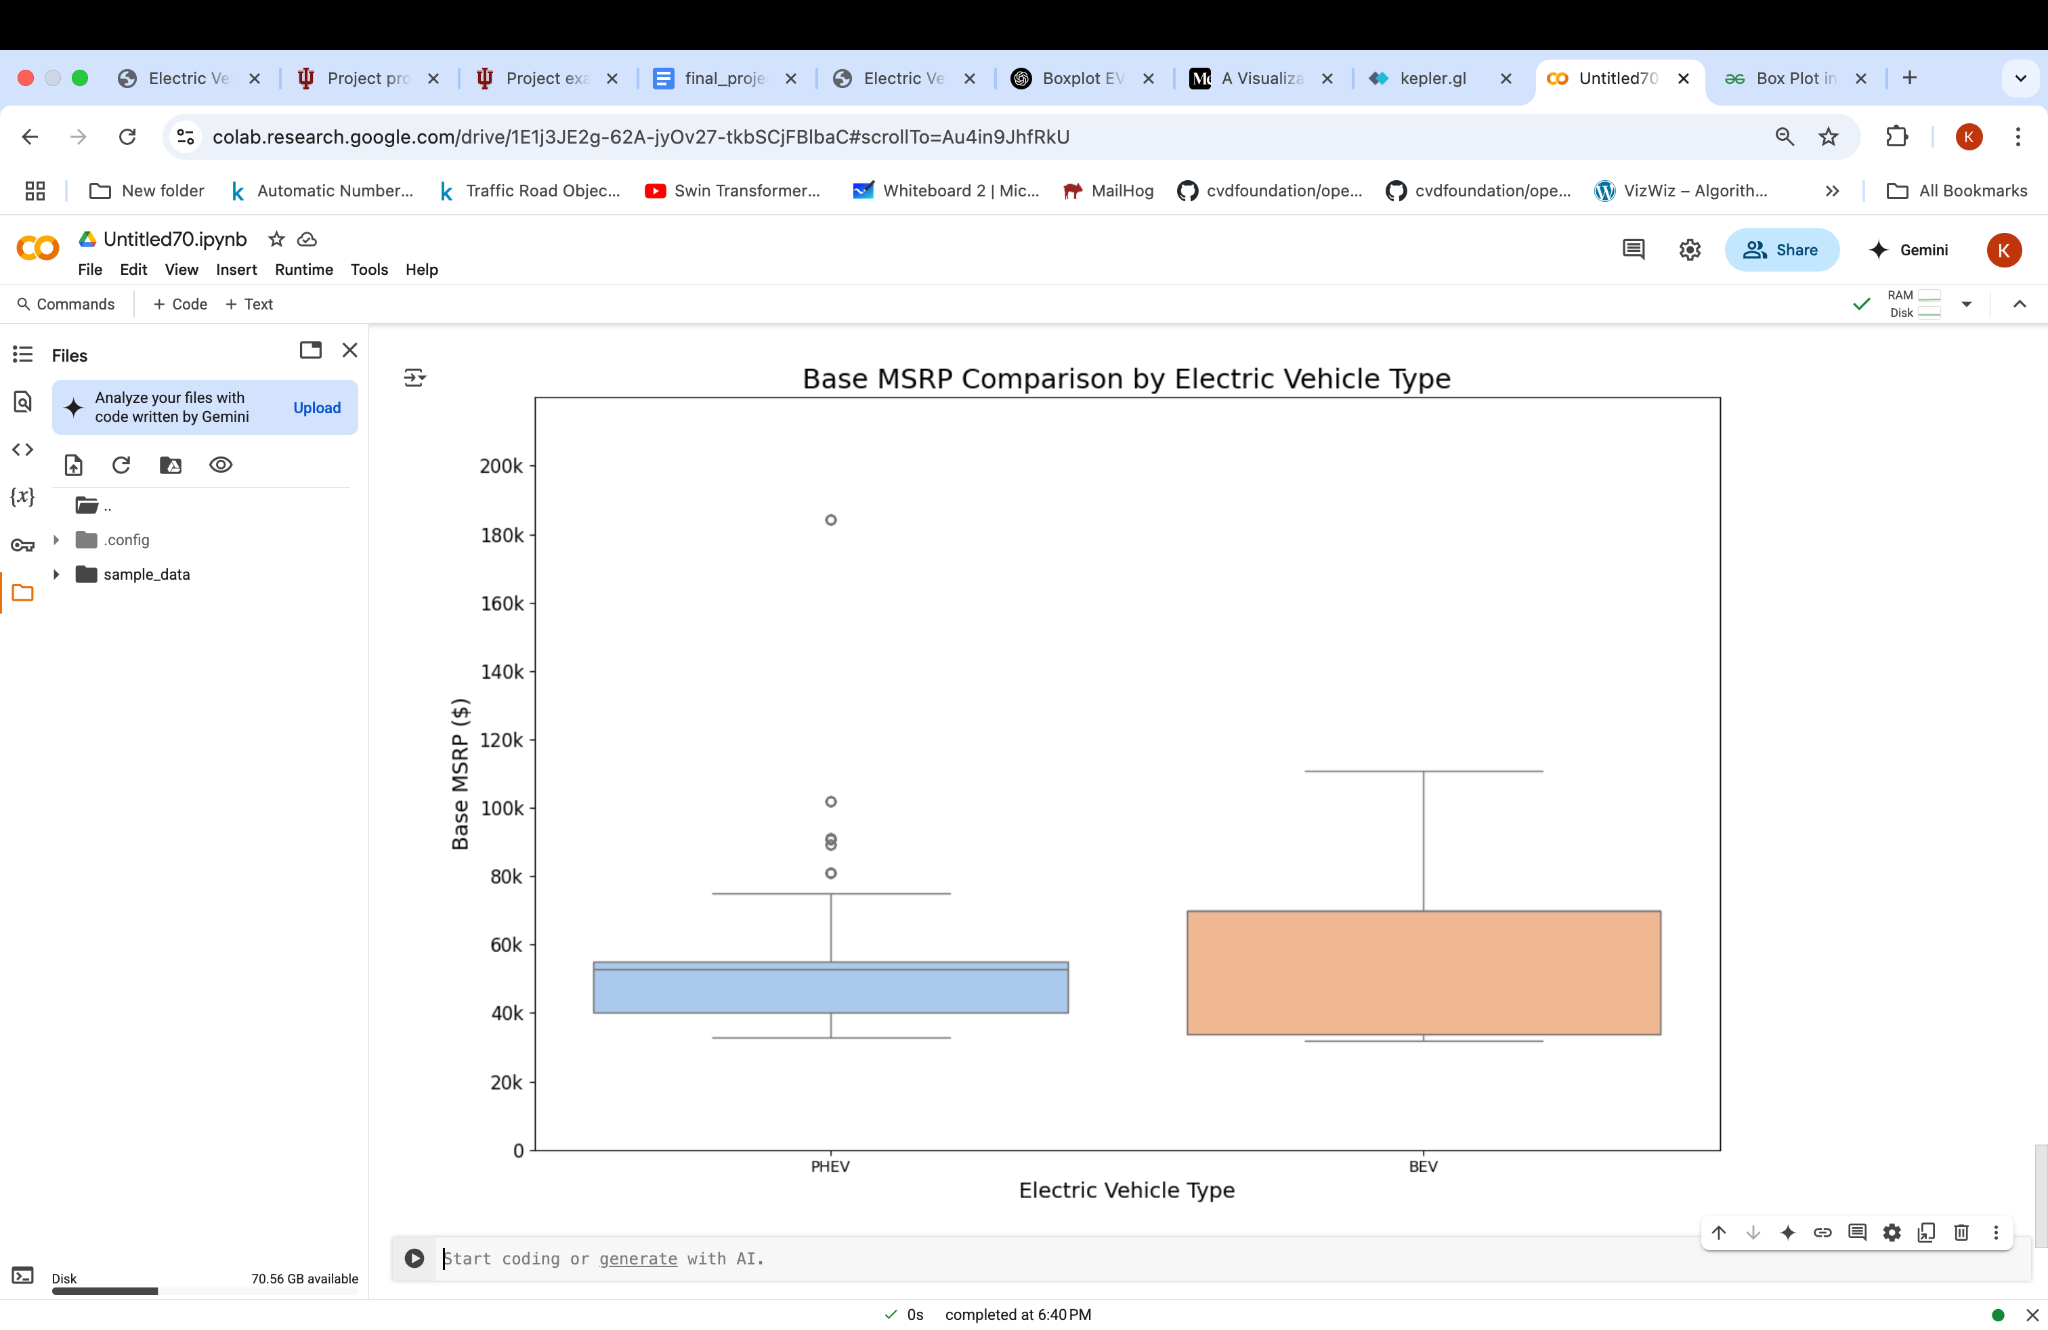 Electric Ve
Project pro
Project exa
final_proje
Electric Ve
Boxplot EV
A Visualiza
kepler.gl
Untitled70
Box Plot in
colab.research.google.com/drive/1E1j3JE2g-62A-jyOv27-tkbSCjFBlbaC#scrollTo=Au4in9JhfRkU
K
New folder
Automatic Number...
Traffic Road Objec...
Swin Transformer...
Whiteboard 2 | Mic...
MailHog
cvdfoundation/ope...
cvdfoundation/ope...
VizWiz – Algorith...
All Bookmarks
Untitled70.ipynb
File Edit View Insert Runtime Tools Help
Share
Gemini
K
Commands
+ Code + Text
RAM
Disk
Files
Analyze your files with
code written by Gemini
Upload
..
.config
sample_data
Disk
70.56 GB available
Base MSRP Comparison by Electric Vehicle Type
Base MSRP ($)
200k
180k
160k
140k
120k
100k
80k
60k
40k
20k
0
PHEV
BEV
Electric Vehicle Type
Start coding or generate with AI.
0s completed at 6:40 PM